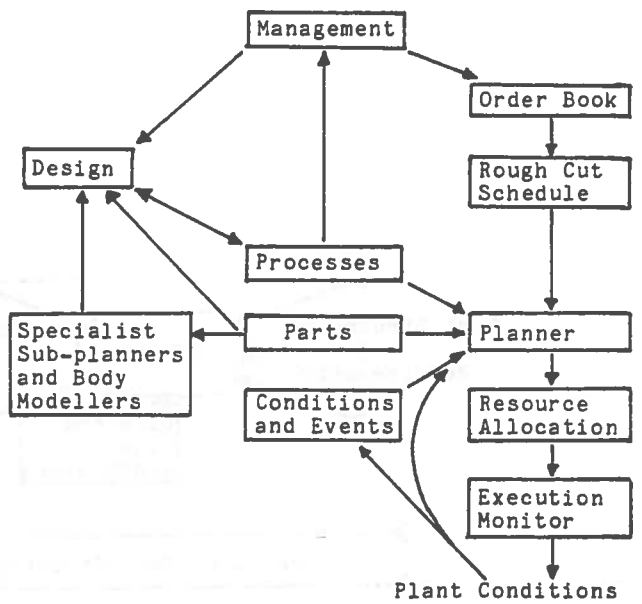 Management
Order Book
Design
Rough Cut
Schedule
Processes
Specialist
Sub-planners
and Body
Modellers
Parts
Planner
Conditions
and Events
Resource
Allocation
Execution
Monitor
Plant Conditions